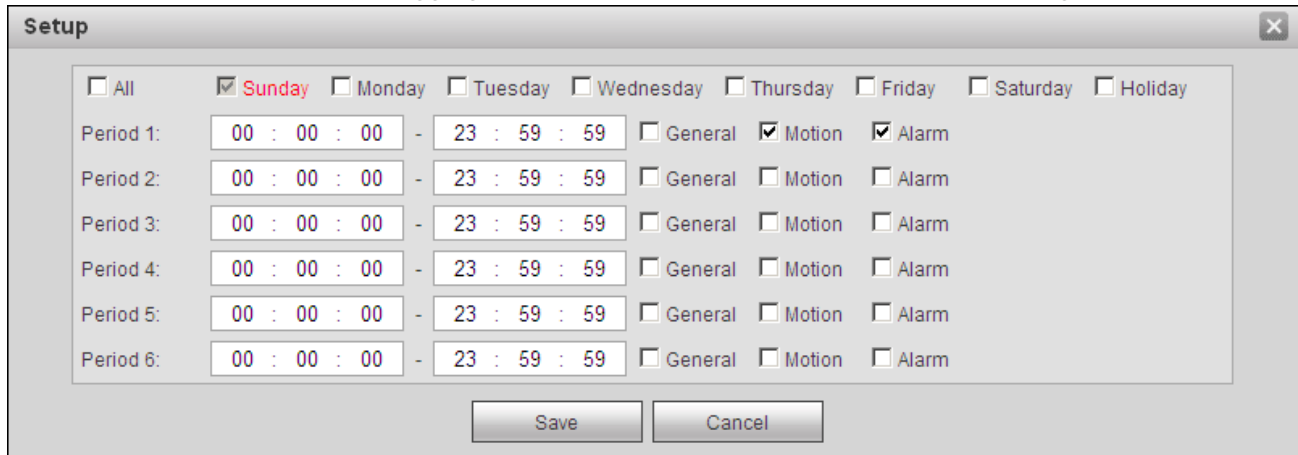 Setup
All Sunday Monday Tuesday Wednesday Thursday Friday Saturday Holiday
Period 1: 00 : 00 : 00 - 23 : 59 : 59 General Motion Alarm
Period 2: 00 : 00 : 00 - 23 : 59 : 59 General Motion Alarm
Period 3: 00 : 00 : 00 - 23 : 59 : 59 General Motion Alarm
Period 4: 00 : 00 : 00 - 23 : 59 : 59 General Motion Alarm
Period 5: 00 : 00 : 00 - 23 : 59 : 59 General Motion Alarm
Period 6: 00 : 00 : 00 - 23 : 59 : 59 General Motion Alarm
Save Cancel